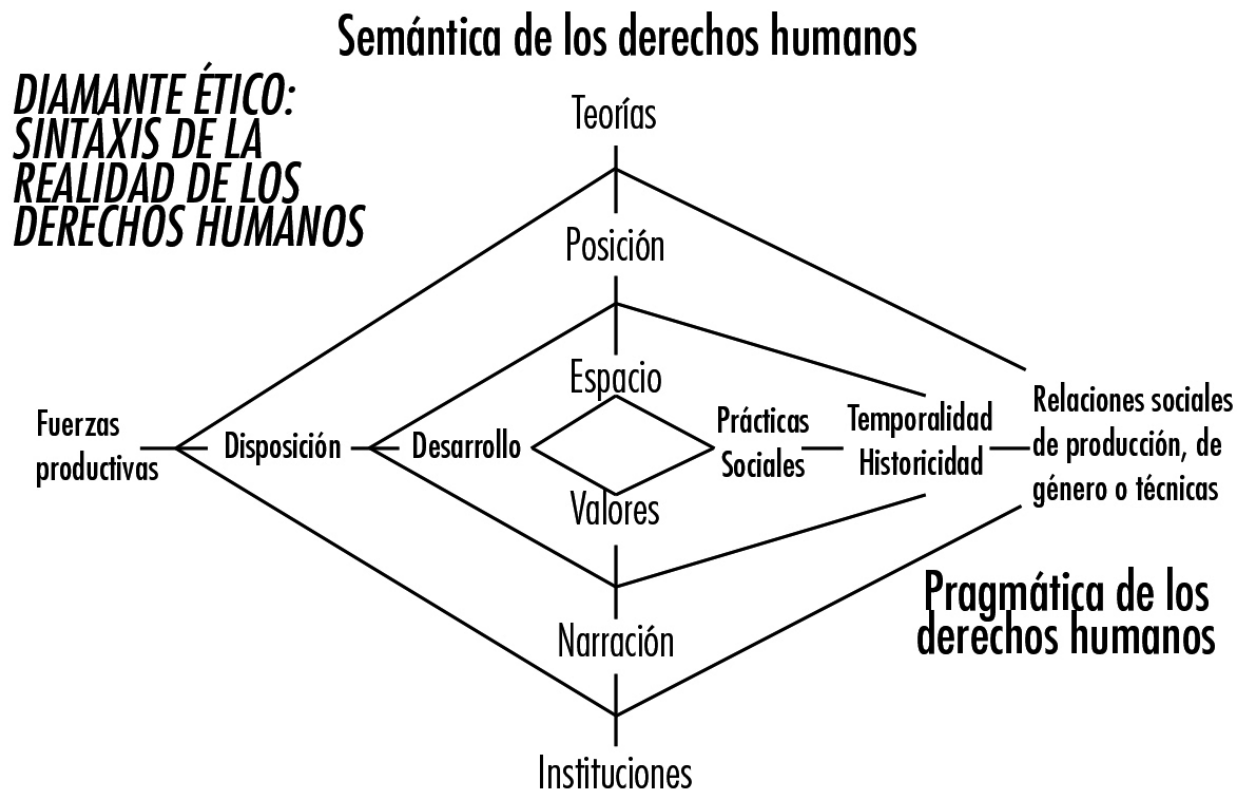 Semántica de los derechos humanos
DIAMANTE ÉTICO:
SINTAXIS DE LA
REALIDAD DE LOS
DERECHOS HUMANOS
Teorías
Posición
Espacio
Fuerzas
productivas
Disposición
Desarrollo
Prácticas
Sociales
Temporalidad
Historicidad
Relaciones sociales
de producción, de
género o técnicas
Valores
Narración
Instituciones
Pragmática de los
derechos humanos